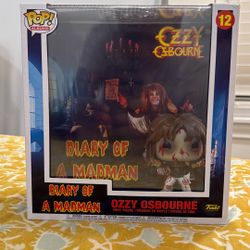 POP!
ALBUMS
12
OZZY
OSBOURNE
DIARY OF
A MADMAN
DIARY OF
A MADMAN
OZZY OSBOURNE
Funko